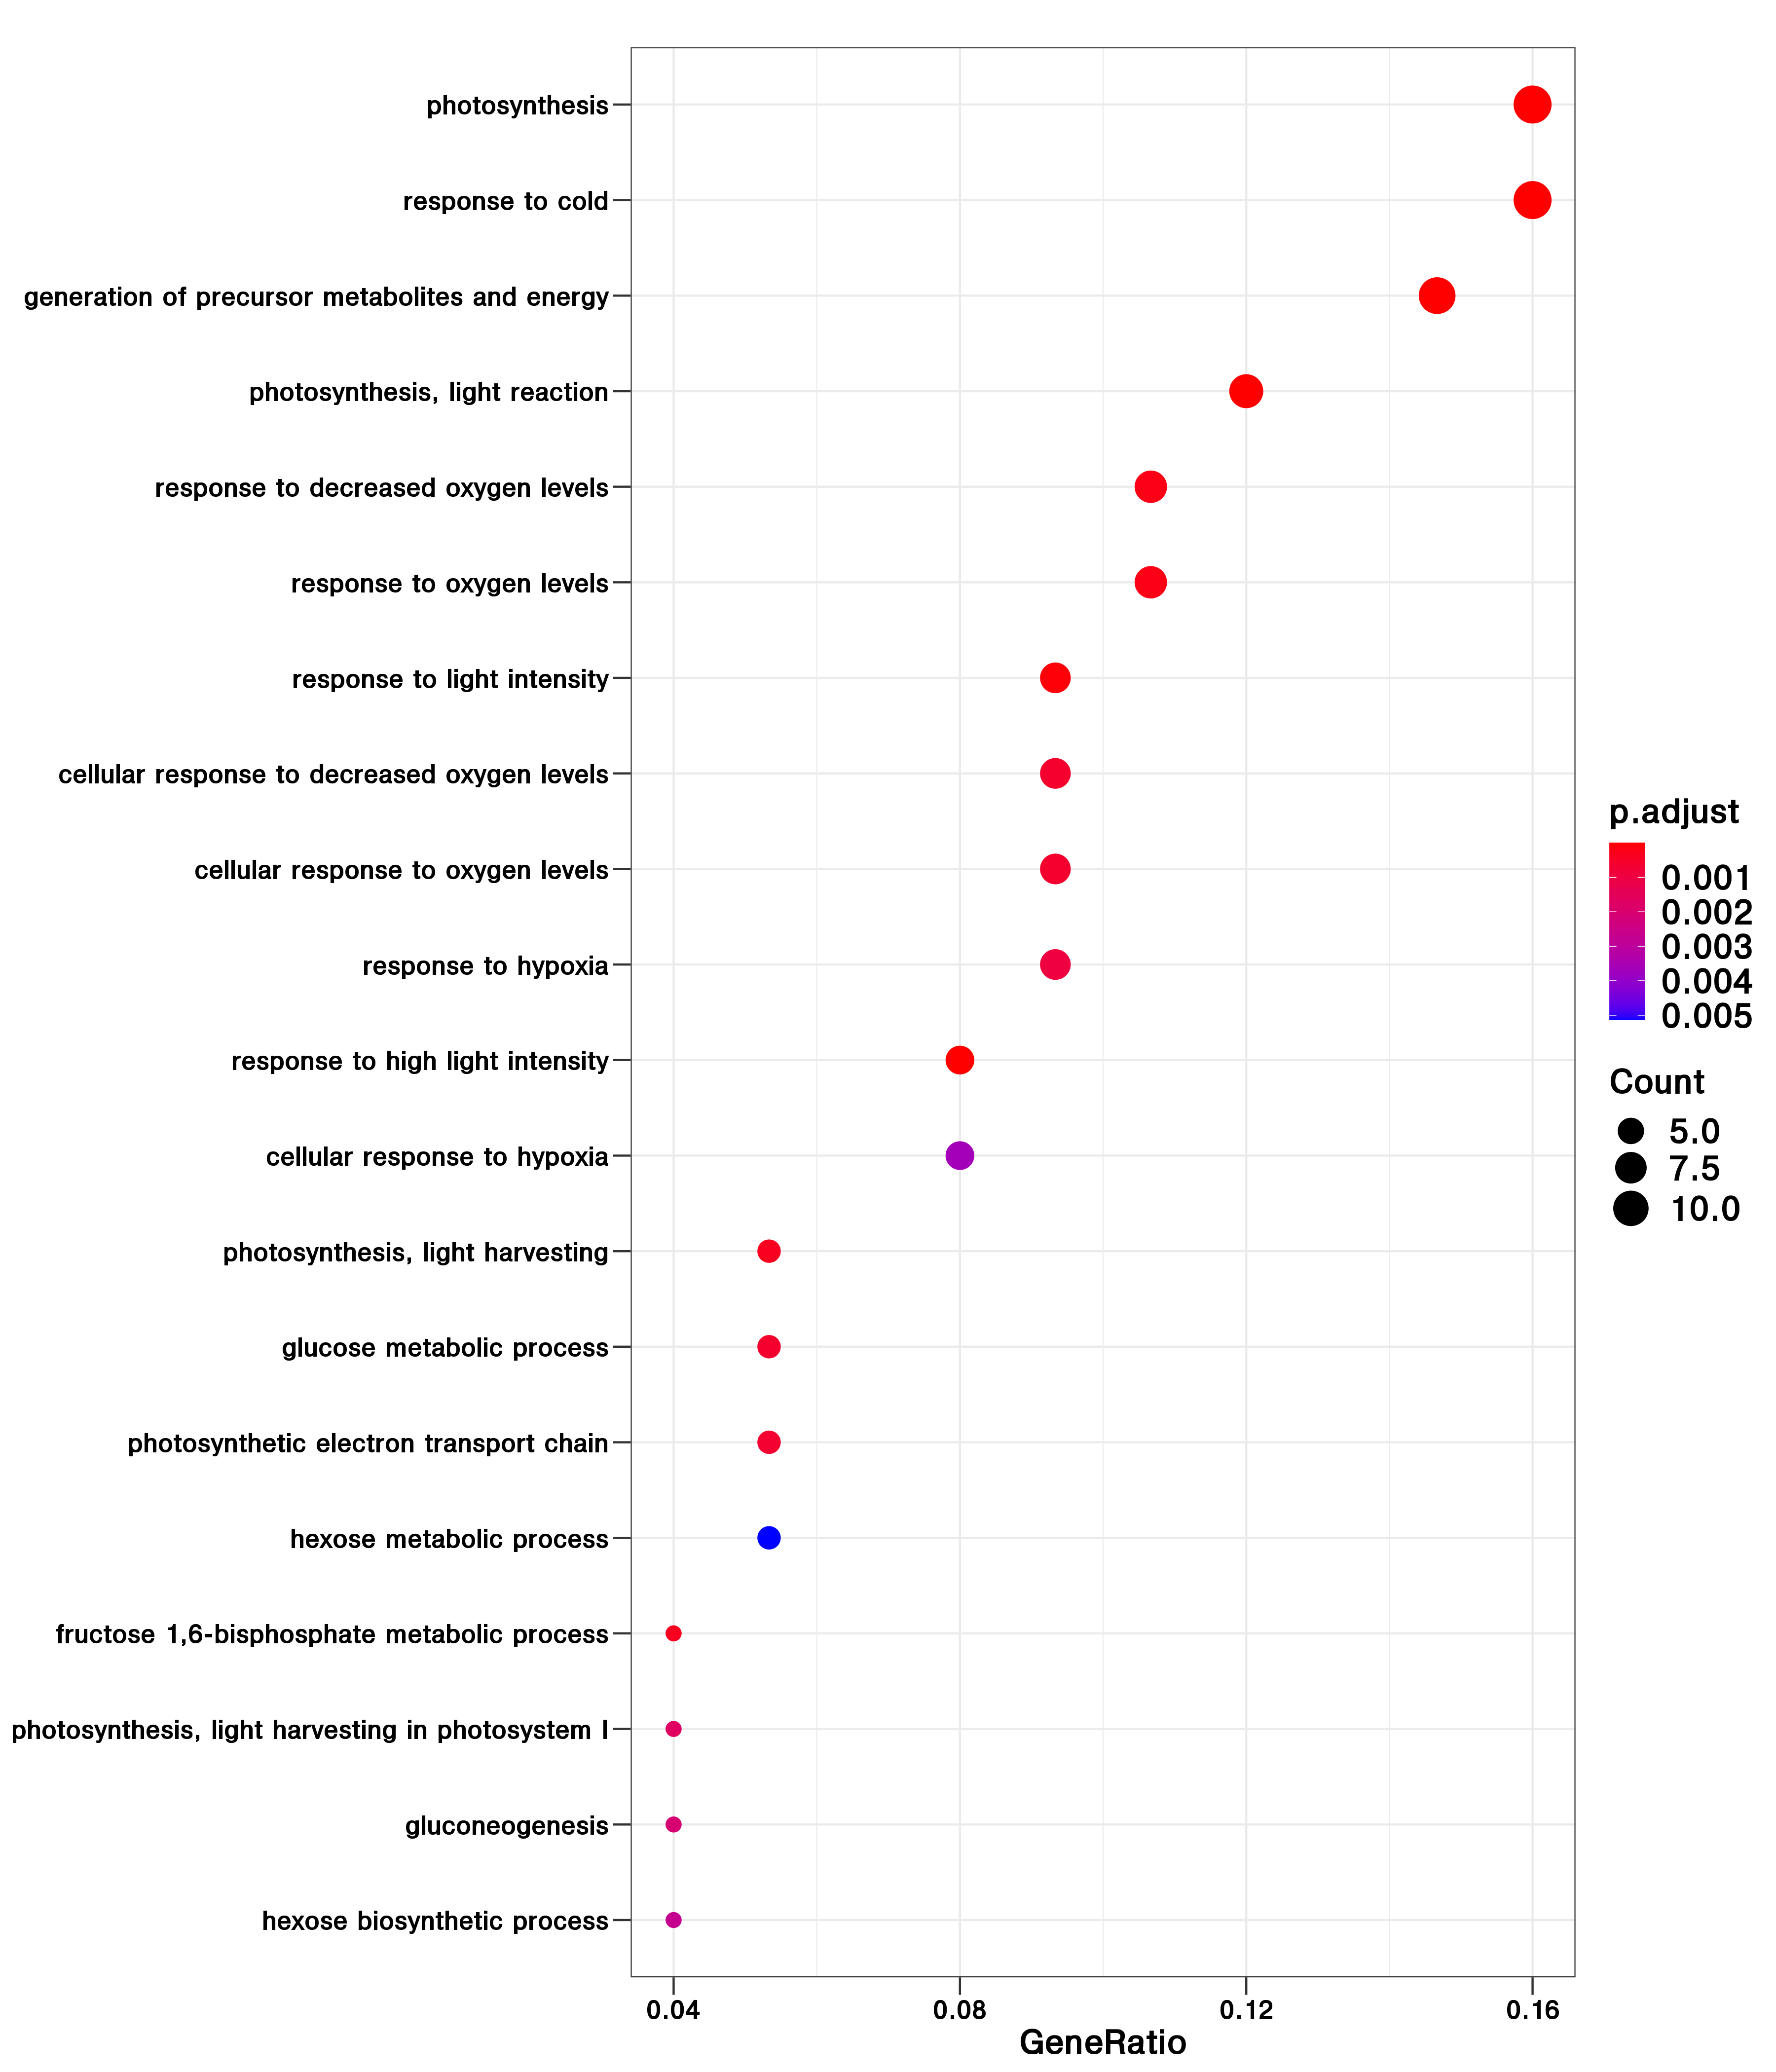 photosynthesis
response to cold
generation of precursor metabolites and energy
photosynthesis, light reaction
response to decreased oxygen levels
response to oxygen levels
response to light intensity
cellular response to decreased oxygen levels
cellular response to oxygen levels
response to hypoxia
response to high light intensity
cellular response to hypoxia
photosynthesis, light harvesting
glucose metabolic process
photosynthetic electron transport chain
hexose metabolic process
fructose 1,6-bisphosphate metabolic process
photosynthesis, light harvesting in photosystem I
gluconeogenesis
hexose biosynthetic process
0.04 0.08 0.12 0.16
GeneRatio
p.adjust
0.001
0.002
0.003
0.004
0.005
Count
5.0
7.5
10.0